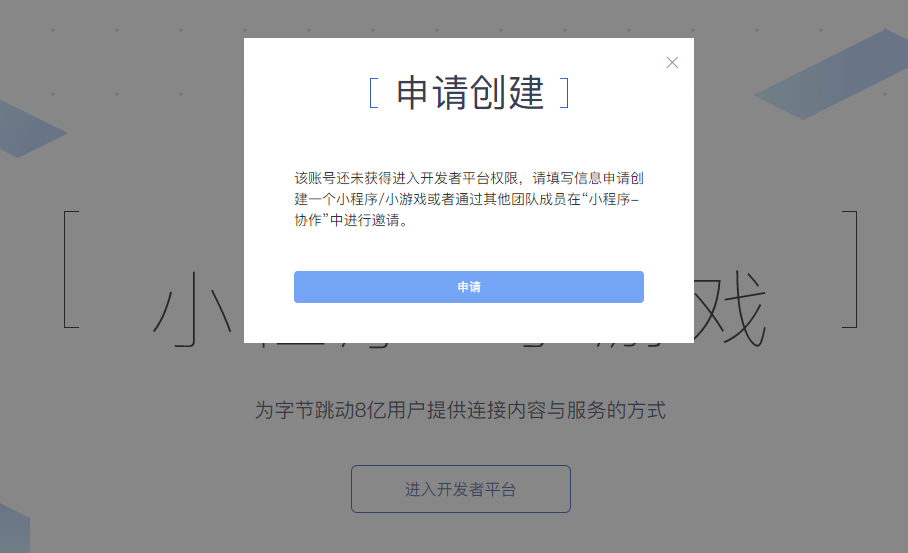 申请创建
该账号还未获得进入开发者平台权限，请填写信息申请创
建一个小程序/小游戏或者通过其他团队成员在“小程序-
协作”中进行邀请。
申请
小
戏
为字节跳动8亿用户提供连接内容与服务的方式
进入开发者平台